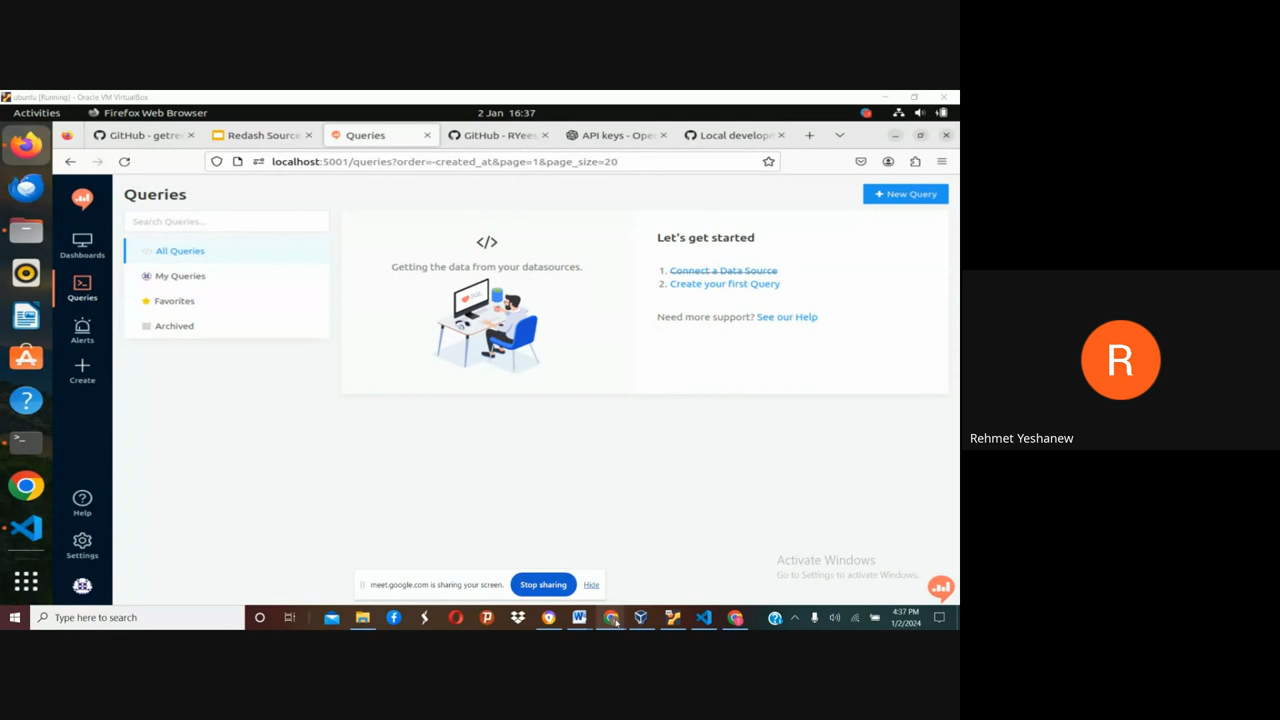 ubuntu [Running] - Oracle VM VirtualBox
Activities
Firefox Web Browser
2 Jan 16:37
GitHub - getre
Redash Source
Queries
GitHub - RYees
API keys - Ope
Local developm
localhost:5001/queries?order=-created_at&page=1&page_size=20
Queries
+ New Query
Search Queries...
All Queries
My Queries
Favorites
Archived
Dashboards
Queries
Alerts
Create
Help
Settings
</>
Getting the data from your datasources.
Let's get started
1. Connect a Data Source
2. Create your first Query
Need more support? See our Help
Activate Windows
Go to Settings to activate Windows.
meet.google.com is sharing your screen.
Stop sharing
Hide
Type here to search
4:37 PM
1/2/2024
R
Rehmet Yeshanew